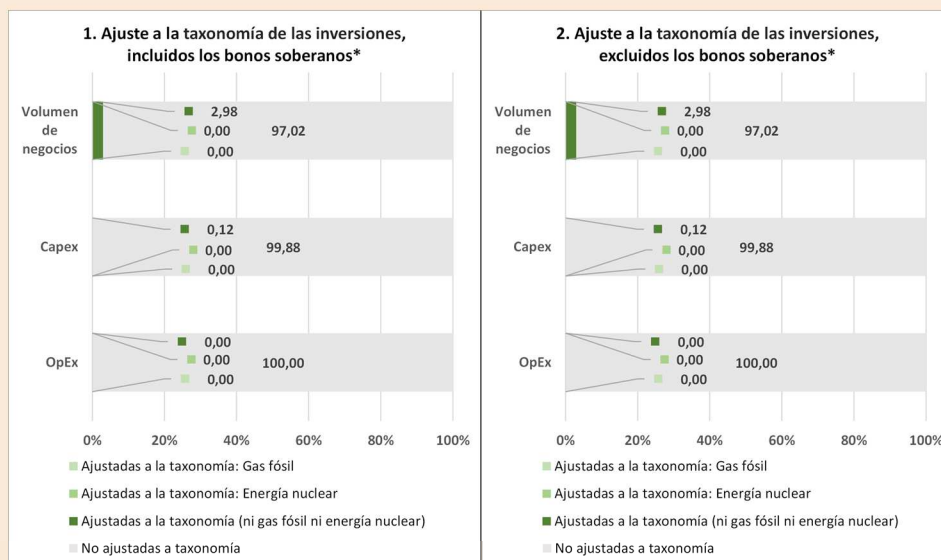 1. Ajuste a la taxonomía de las inversiones,
incluidos los bonos soberanos*
Volumen
de
negocios
2,98
0,00
97,02
0,00
Capex
0,12
0,00
99,88
0,00
OpEx
0,00
0,00
100,00
0,00
0%
20%
40%
60%
80%
100%
Ajustadas a la taxonomía: Gas fósil
Ajustadas a la taxonomía: Energía nuclear
Ajustadas a la taxonomía (ni gas fósil ni energía nuclear)
No ajustadas a taxonomía
2. Ajuste a la taxonomía de las inversiones,
excluidos los bonos soberanos*
Volumen
de
negocios
2,98
0,00
97,02
0,00
Capex
0,12
0,00
99,88
0,00
OpEx
0,00
0,00
100,00
0,00
0%
20%
40%
60%
80%
100%
Ajustadas a la taxonomía: Gas fósil
Ajustadas a la taxonomía: Energía nuclear
Ajustadas a la taxonomía (ni gas fósil ni energía nuclear)
No ajustadas a taxonomía